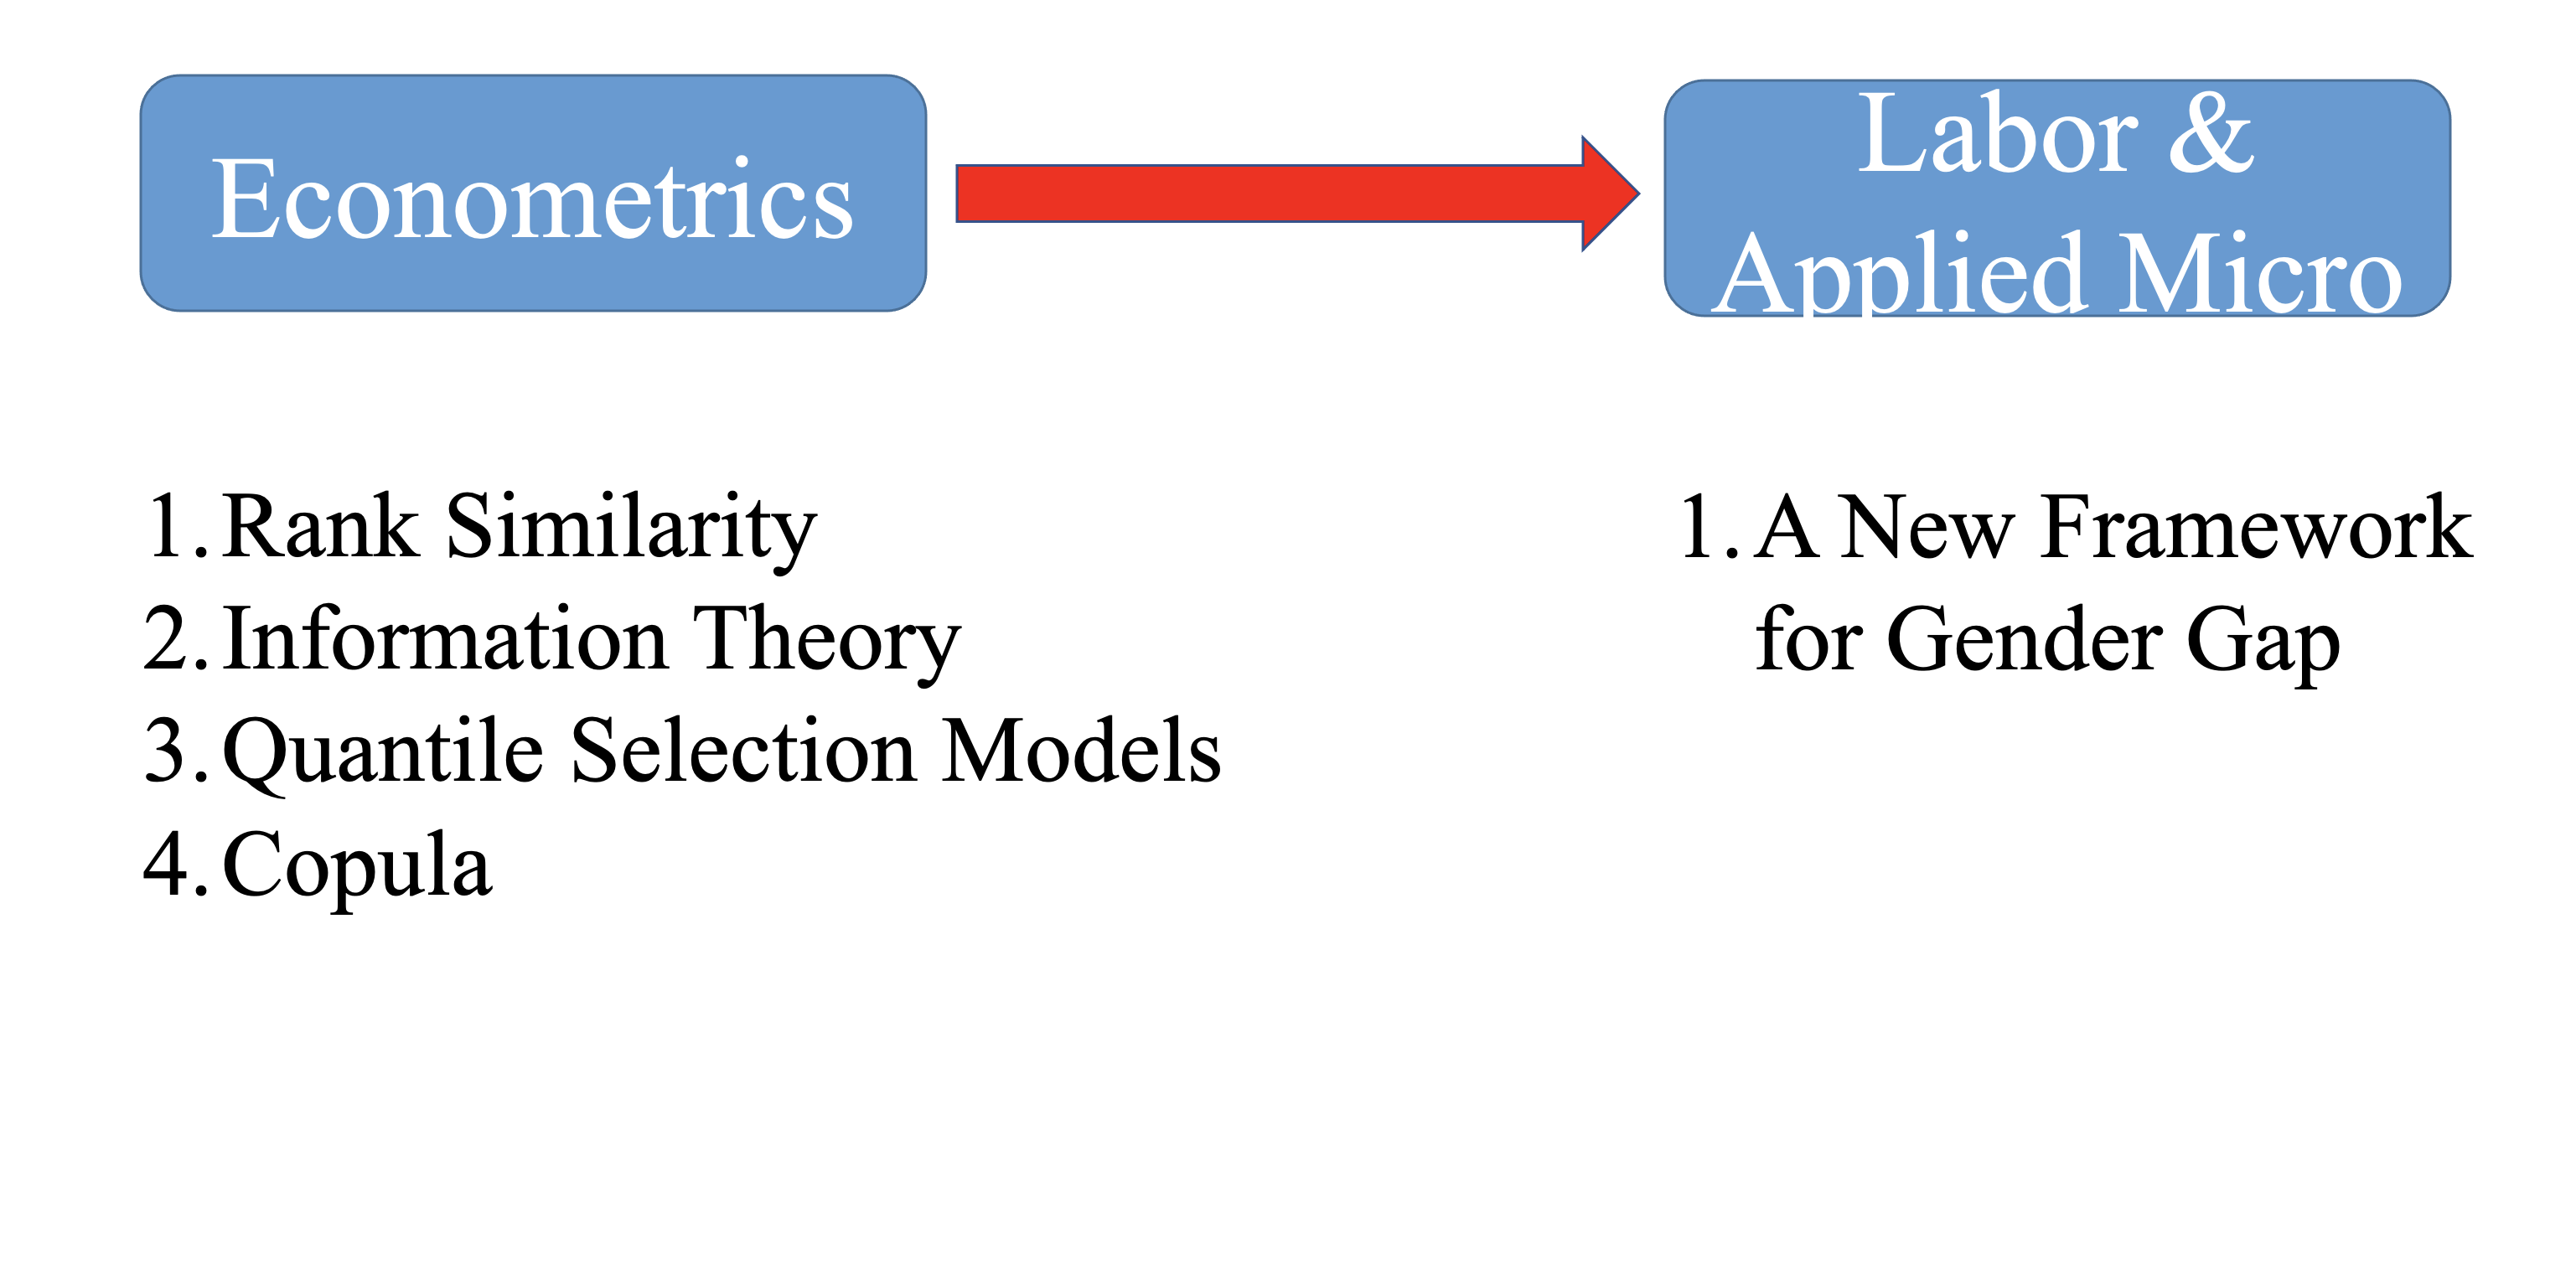 Econometrics
Labor &
Applied Micro
1. Rank Similarity
2. Information Theory
3. Quantile Selection Models
4. Copula
1. A New Framework
for Gender Gap